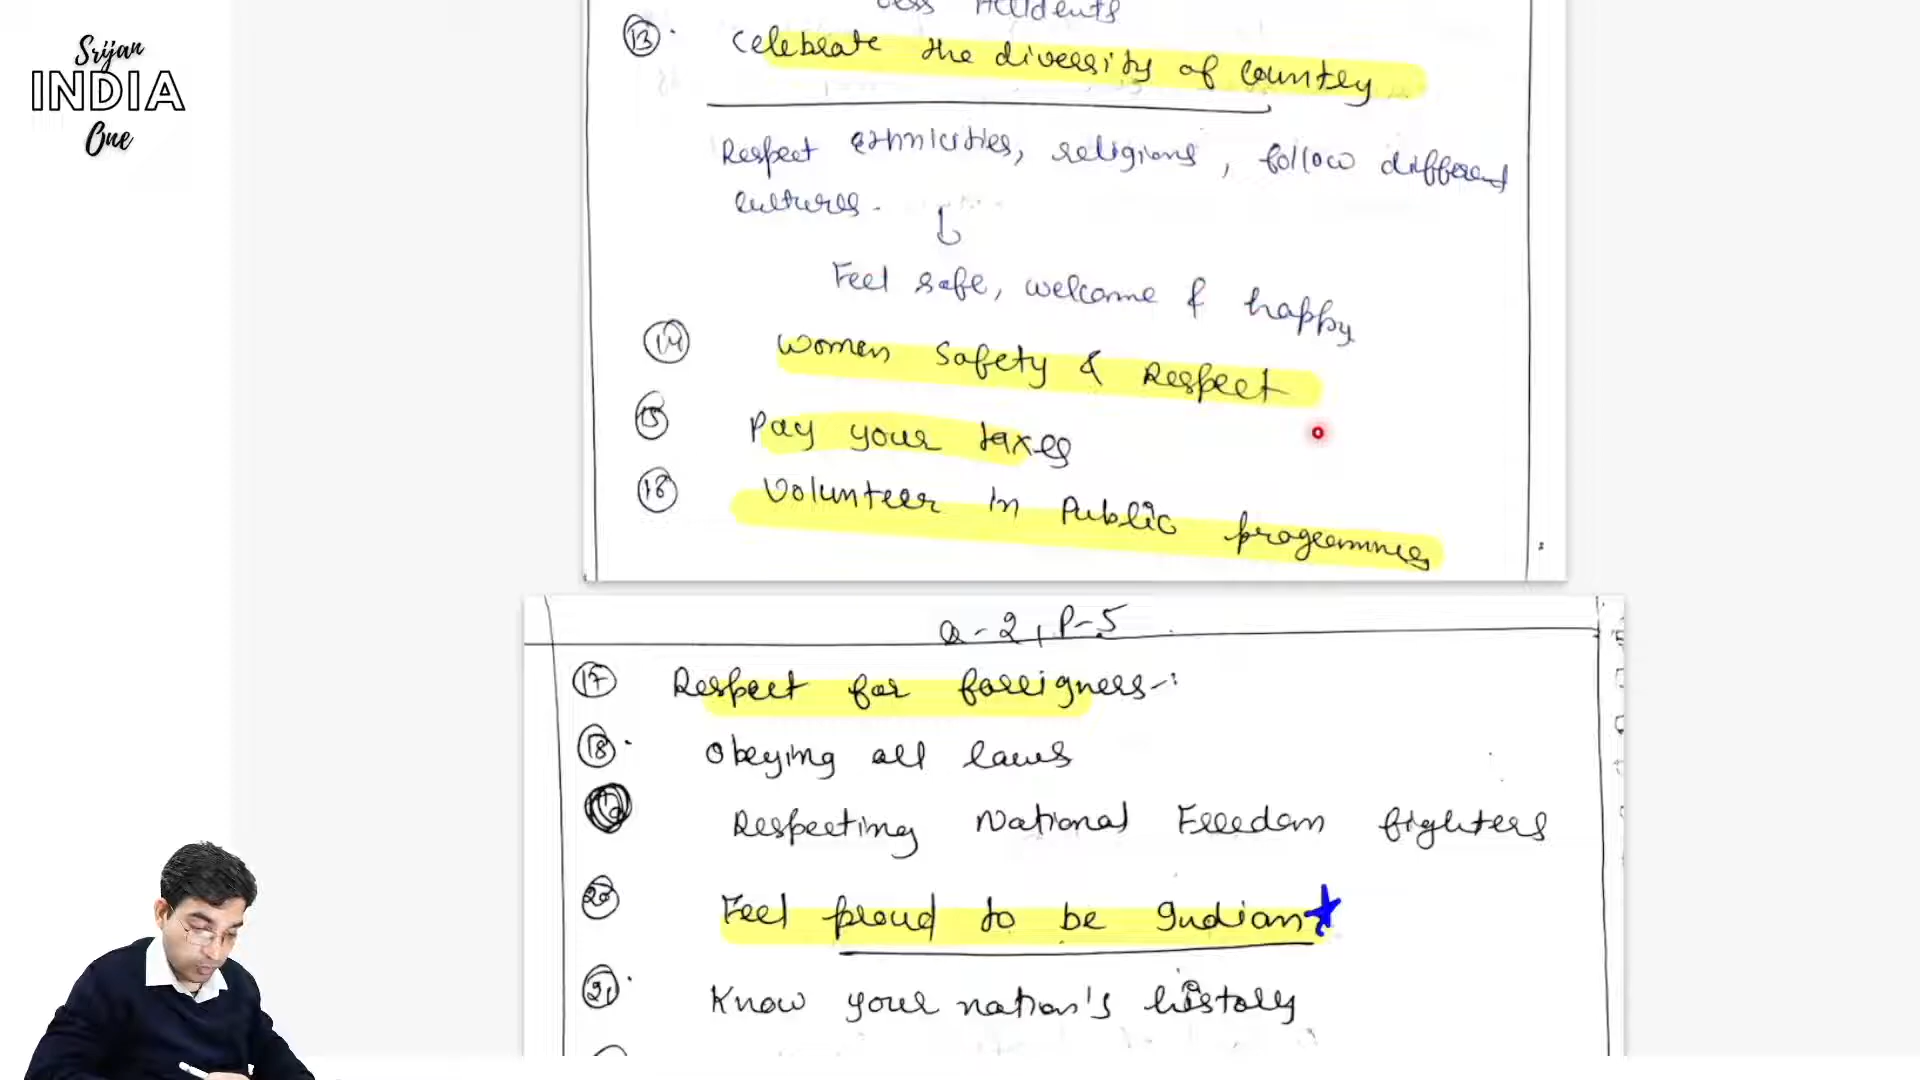 Srijan
INDIA
One
Less Accidents
13. Celebrate the diversity of country
Respect ethnicities, religions, follow different
cultures.
Feel safe, welcome & happy
14 Women Safety & Respect
15 Pay your taxes
16 Volunteer in Public programmes
Q-2, P-5
17 Respect for foreigners-:
18. Obeying all laws
Respecting National Freedom fighters
20 Feel proud to be Indian
21. Know your nation's history